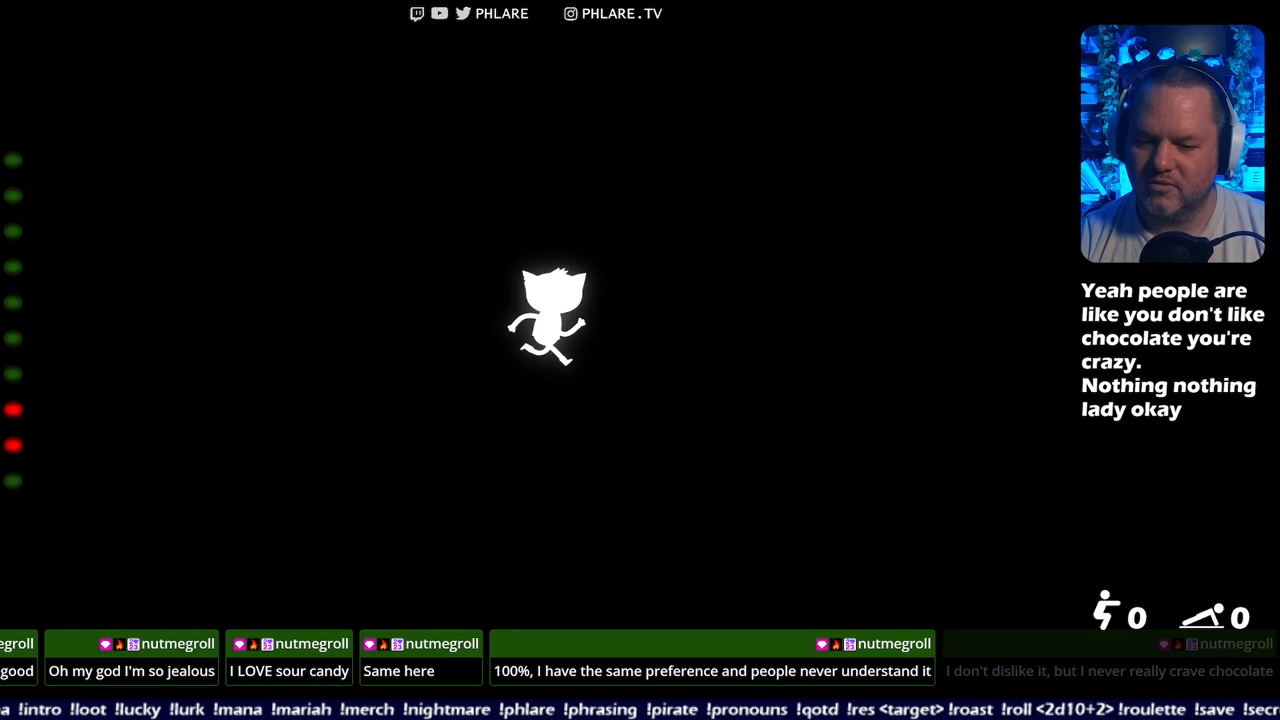 PHLARE PHLARE.TV
Yeah people are
like you don't like
chocolate you're
crazy.
Nothing nothing
lady okay
0 0
egroll nutmegroll nutmegroll nutmegroll nutmegroll nutmegroll
good Oh my god I'm so jealous I LOVE sour candy Same here 100%, I have the same preference and people never understand it I don't dislike it, but I never really crave chocolate
a !intro !loot !lucky !lurk !mana !mariah !merch !nightmare !phlare !phrasing !pirate !pronouns !qotd !res <target> !roast !roll <2d10+2> !roulette !save !secr